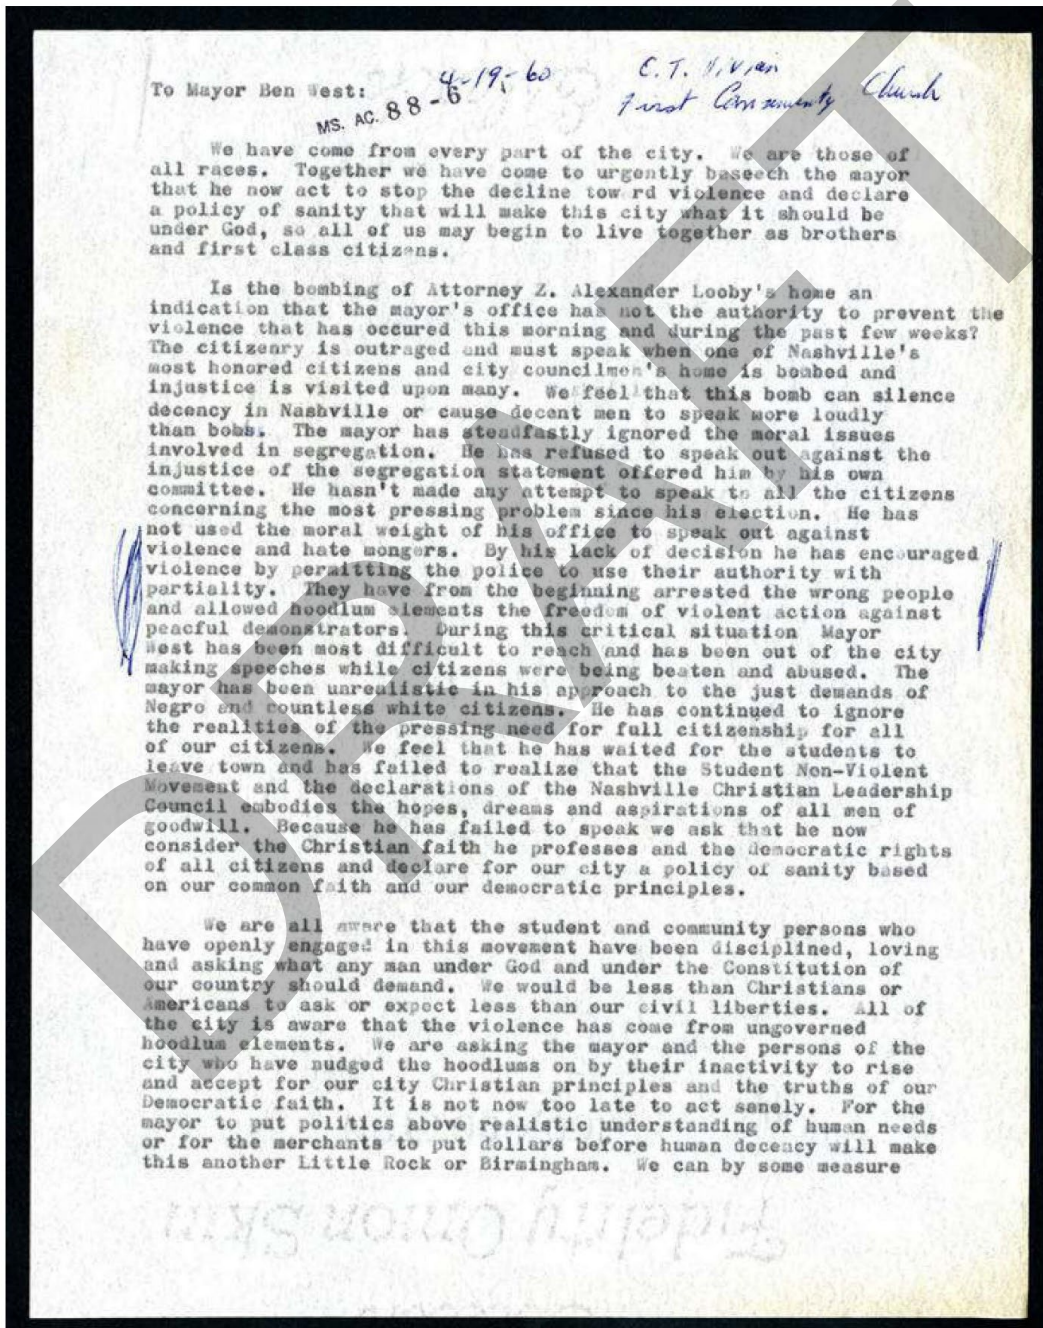 4-19-60
C. T. Vivian
First Community Church
To Mayor Ben West:
MS. AC. 88-6
We have come from every part of the city. We are those of
all races. Together we have come to urgently baseech the mayor
that he now act to stop the decline tow rd violence and declare
a policy of sanity that will make this city what it should be
under God, so all of us may begin to live together as brothers
and first class citizens.
Is the bombing of Attorney Z. Alexander Looby's home an
indication that the mayor's office has not the authority to prevent the
violence that has occured this morning and during the past few weeks?
The citizenry is outraged and must speak when one of Nashville's
most honored citizens and city councilmen's home is bombed and
injustice is visited upon many. We feel that this bomb can silence
decency in Nashville or cause decent men to speak more loudly
than bobs. The mayor has steadfastly ignored the moral issues
involved in segregation. He has refused to speak out against the
injustice of the segregation statement offered him by his own
committee. He hasn't made any attempt to speak to all the citizens
concerning the most pressing problem since his election. He has
not used the moral weight of his office to speak out against
violence and hate mongers. By his lack of decision he has encouraged
violence by permitting the police to use their authority with
partiality. They have from the beginning arrested the wrong people
and allowed hoodlum elements the freedom of violent action against
peacful demonstrators. During this critical situation Mayor
West has been most difficult to reach and has been out of the city
making speeches while citizens were being beaten and abused. The
mayor has been unrealistic in his approach to the just demands of
Negro and countless white citizens. He has continued to ignore
the realities of the pressing need for full citizenship for all
of our citizens. We feel that he has waited for the students to
leave town and has failed to realize that the Student Non-Violent
Movement and the declarations of the Nashville Christian Leadership
Council embodies the hopes, dreams and aspirations of all men of
goodwill. Because he has failed to speak we ask that he now
consider the Christian faith he professes and the democratic rights
of all citizens and declare for our city a policy of sanity based
on our common faith and our democratic principles.
We are all aware that the student and community persons who
have openly engaged in this movement have been disciplined, loving
and asking what any man under God and under the Constitution of
our country should demand. We would be less than Christians or
Americans to ask or expect less than our civil liberties. All of
the city is aware that the violence has come from ungoverned
hoodlum elements. We are asking the mayor and the persons of the
city who have nudged the hoodlums on by their inactivity to rise
and accept for our city Christian principles and the truths of our
Democratic faith. It is not now too late to act sanely. For the
mayor to put politics above realistic understanding of human needs
or for the merchants to put dollars before human decency will make
this another Little Rock or Birmingham. We can by some measure
Fidelity Onion Skin
DRAFT